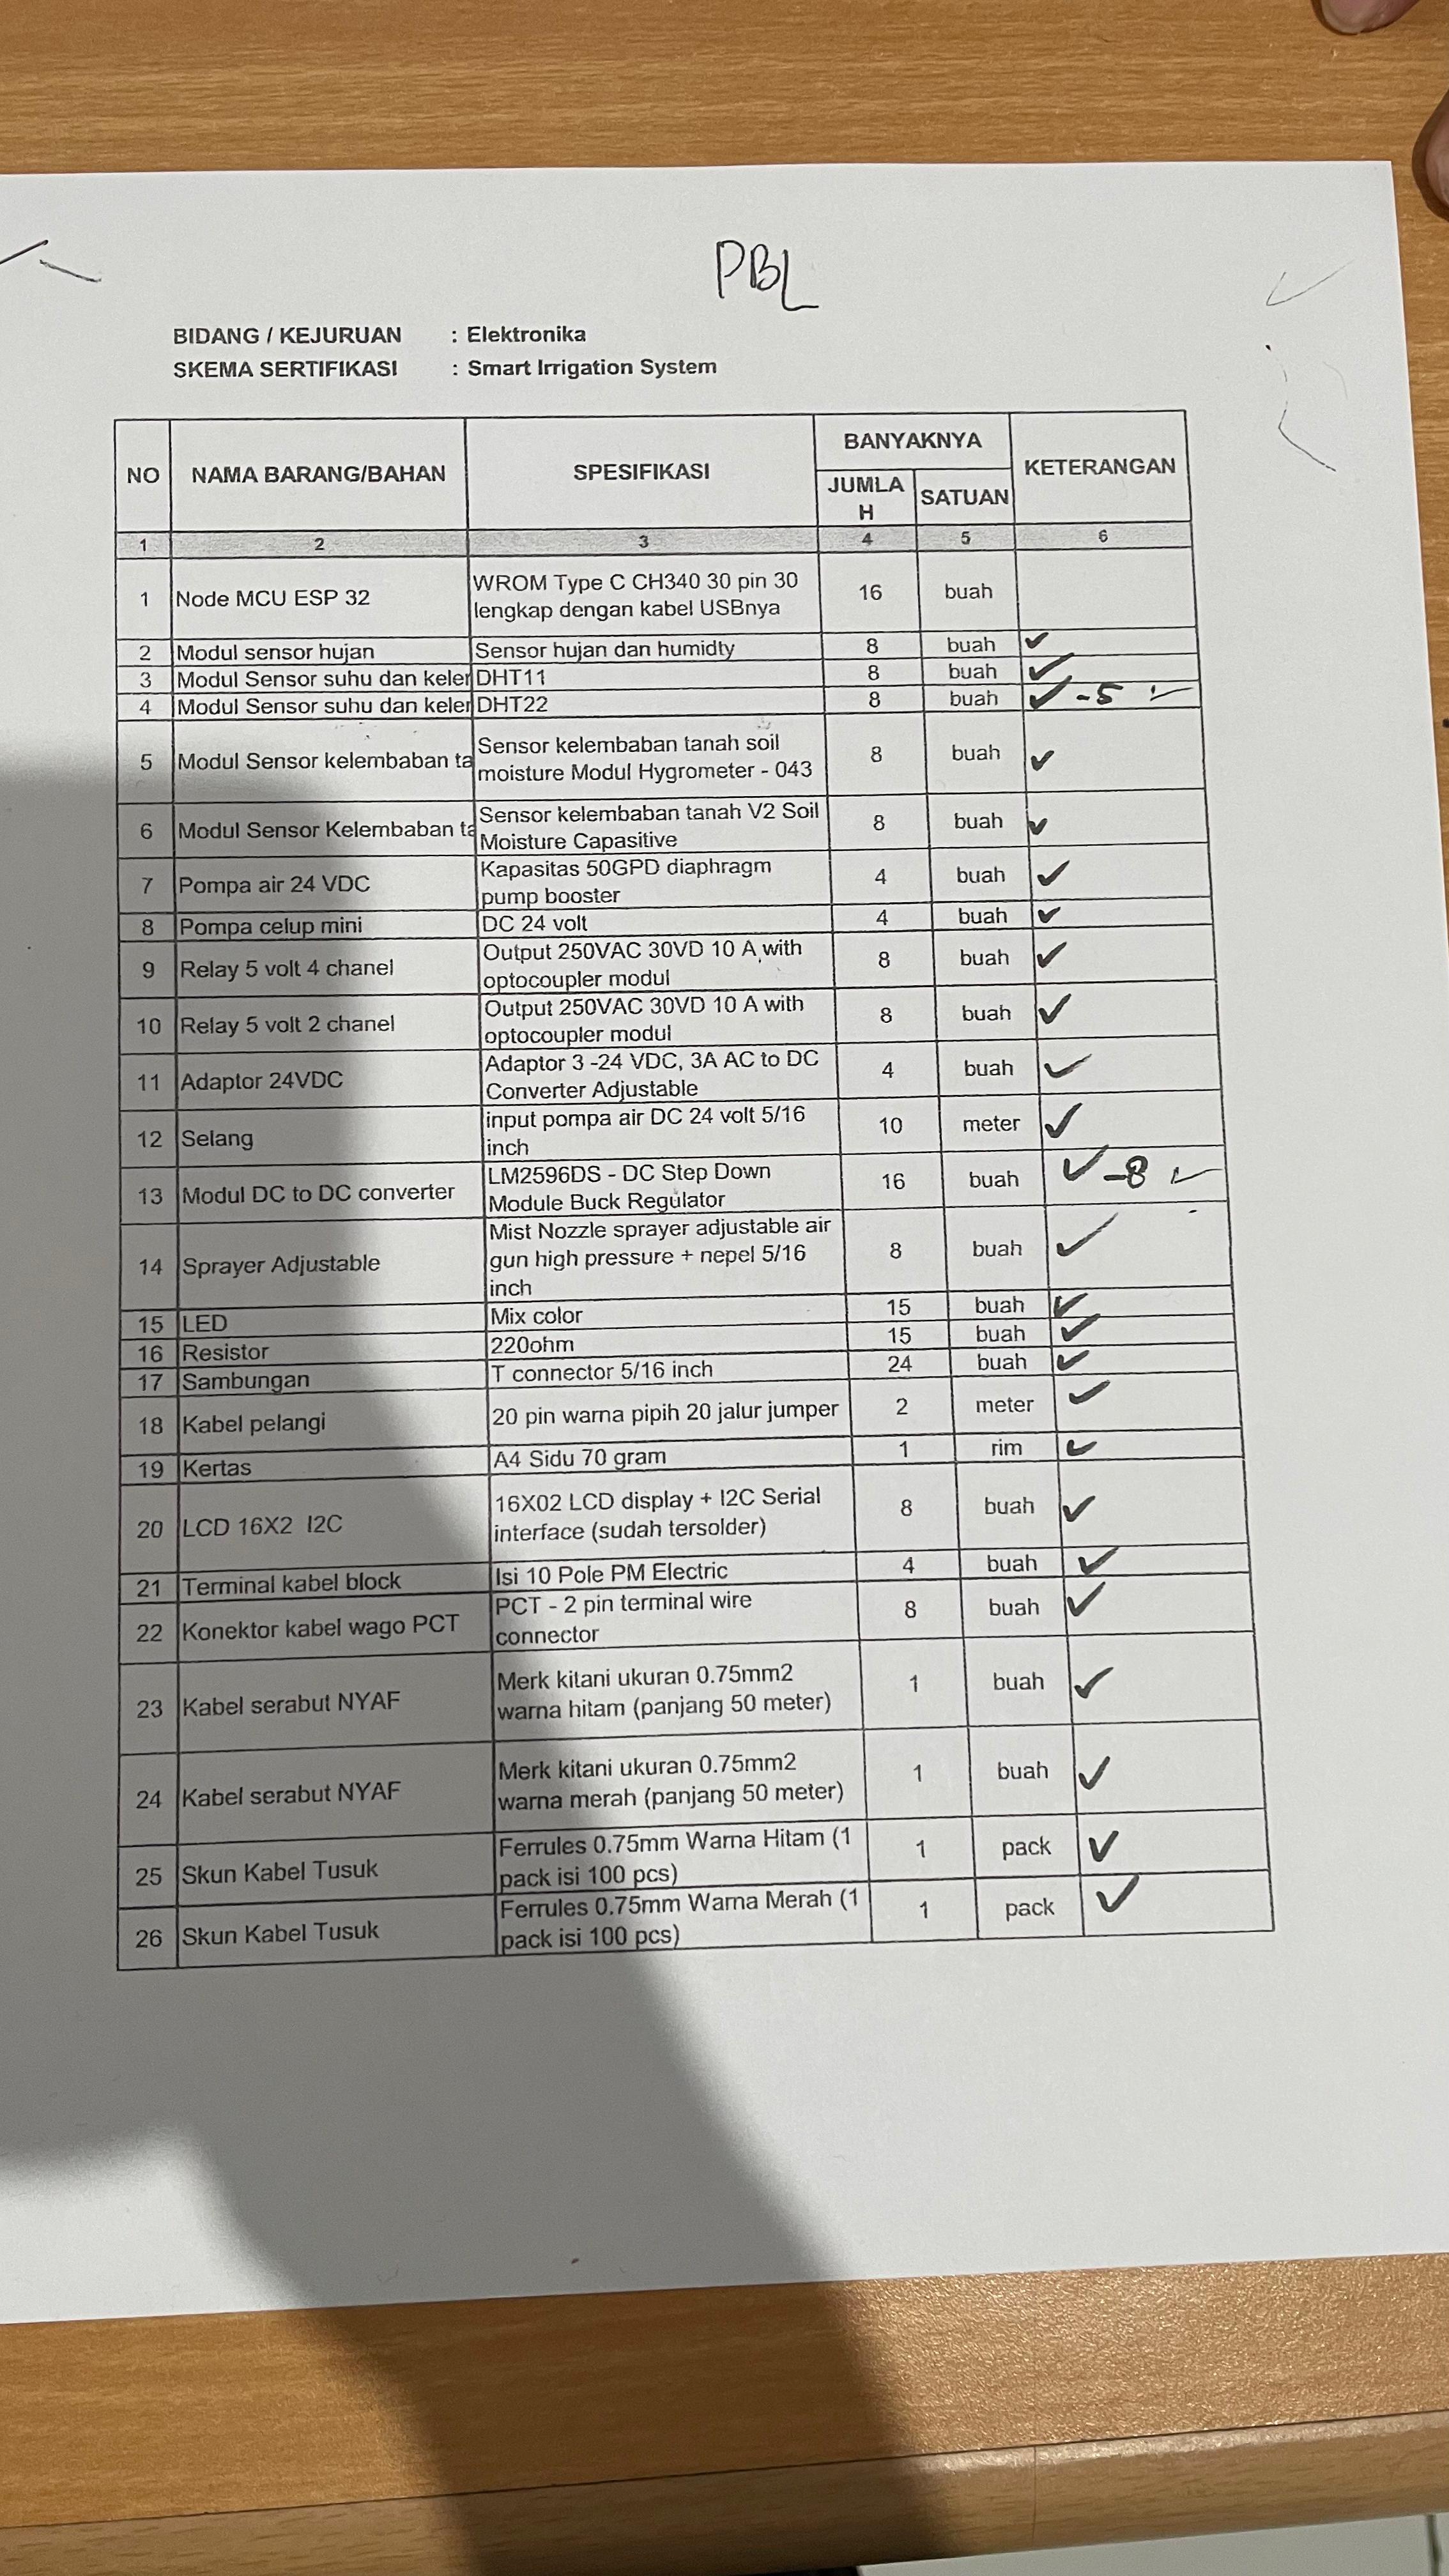 PBL
BIDANG / KEJURUAN : Elektronika
SKEMA SERTIFIKASI : Smart Irrigation System
NO NAMA BARANG/BAHAN SPESIFIKASI BANYAKNYA KETERANGAN
JUMLA
H SATUAN
1 2 3 4 5 6
1 Node MCU ESP 32 WROM Type C CH340 30 pin 30 16 buah
lengkap dengan kabel USBnya
2 Modul sensor hujan Sensor hujan dan humidty 8 buah ✓
3 Modul Sensor suhu dan keler DHT11 8 buah ✓
4 Modul Sensor suhu dan keler DHT22 8 buah ✓ -5 ✓
5 Modul Sensor kelembaban ta Sensor kelembaban tanah soil 8 buah ✓
moisture Modul Hygrometer - 043
6 Modul Sensor Kelembaban ta Sensor kelembaban tanah V2 Soil 8 buah ✓
Moisture Capasitive
7 Pompa air 24 VDC Kapasitas 50GPD diaphragm 4 buah ✓
pump booster
8 Pompa celup mini DC 24 volt 4 buah ✓
9 Relay 5 volt 4 chanel Output 250VAC 30VD 10 A with 8 buah ✓
optocoupler modul
10 Relay 5 volt 2 chanel Output 250VAC 30VD 10 A with 8 buah ✓
optocoupler modul
11 Adaptor 24VDC Adaptor 3 -24 VDC, 3A AC to DC 4 buah ✓
Converter Adjustable
12 Selang input pompa air DC 24 volt 5/16 10 meter ✓
inch
13 Modul DC to DC converter LM2596DS - DC Step Down 16 buah ✓ -8 ✓
Module Buck Regulator
14 Sprayer Adjustable Mist Nozzle sprayer adjustable air 8 buah ✓
gun high pressure + nepel 5/16
inch
15 LED Mix color 15 buah ✓
16 Resistor 220ohm 15 buah ✓
17 Sambungan T connector 5/16 inch 24 buah ✓
18 Kabel pelangi 20 pin warna pipih 20 jalur jumper 2 meter ✓
19 Kertas A4 Sidu 70 gram 1 rim ✓
20 LCD 16X2 I2C 16X02 LCD display + I2C Serial 8 buah ✓
interface (sudah tersolder)
21 Terminal kabel block Isi 10 Pole PM Electric 4 buah ✓
22 Konektor kabel wago PCT PCT - 2 pin terminal wire 8 buah ✓
connector
23 Kabel serabut NYAF Merk kitani ukuran 0.75mm2 1 buah ✓
warna hitam (panjang 50 meter)
24 Kabel serabut NYAF Merk kitani ukuran 0.75mm2 1 buah ✓
warna merah (panjang 50 meter)
25 Skun Kabel Tusuk Ferrules 0.75mm Warna Hitam (1 1 pack ✓
pack isi 100 pcs)
26 Skun Kabel Tusuk Ferrules 0.75mm Warna Merah (1 1 pack ✓
pack isi 100 pcs)